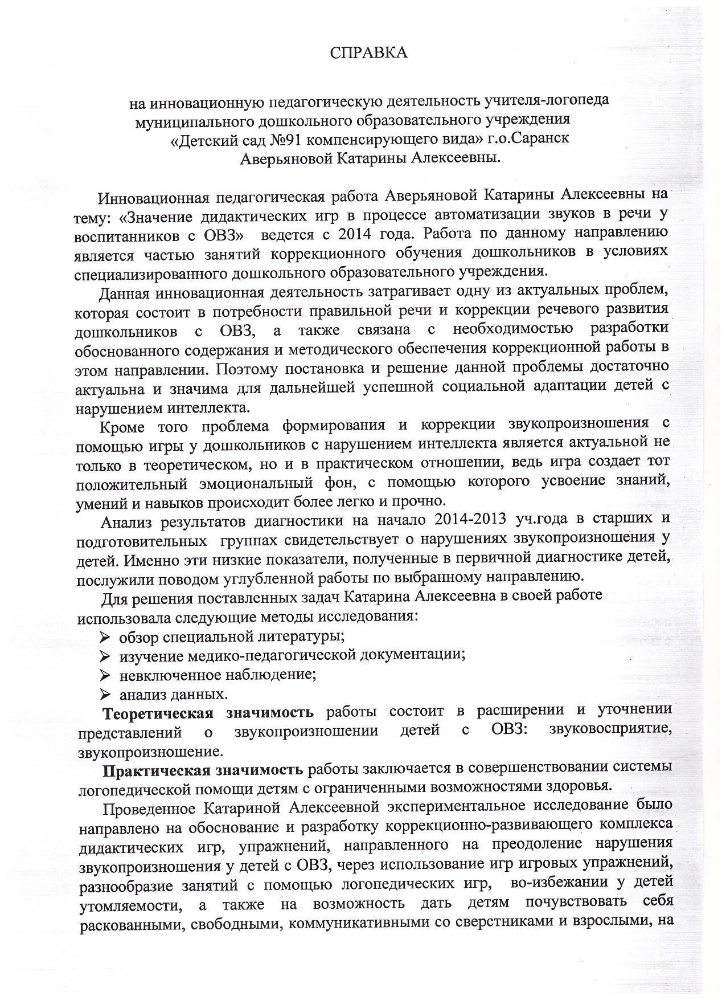 СПРАВКА
на инновационную педагогическую деятельность учителя-логопеда
муниципального дошкольного образовательного учреждения
«Детский сад №91 компенсирующего вида» г.о.Саранск
Аверьяновой Катарины Алексеевны.
Инновационная педагогическая работа Аверьяновой Катарины Алексеевны на
тему: «Значение дидактических игр в процессе автоматизации звуков в речи у
воспитанников с ОВЗ» ведется с 2014 года. Работа по данному направлению
является частью занятий коррекционного обучения дошкольников в условиях
специализированного дошкольного образовательного учреждения.
Данная инновационная деятельность затрагивает одну из актуальных проблем,
которая состоит в потребности правильной речи и коррекции речевого развития
дошкольников с ОВЗ, а также связана с необходимостью разработки
обоснованного содержания и методического обеспечения коррекционной работы в
этом направлении. Поэтому постановка и решение данной проблемы достаточно
актуальна и значима для дальнейшей успешной социальной адаптации детей с
нарушением интеллекта.
Кроме того проблема формирования и коррекции звукопроизношения с
помощью игры у дошкольников с нарушением интеллекта является актуальной не
только в теоретическом, но и в практическом отношении, ведь игра создает тот
положительный эмоциональный фон, с помощью которого усвоение знаний,
умений и навыков происходит более легко и прочно.
Анализ результатов диагностики на начало 2014-2013 уч.года в старших и
подготовительных группах свидетельствует о нарушениях звукопроизношения у
детей. Именно эти низкие показатели, полученные в первичной диагностике детей,
послужили поводом углубленной работы по выбранному направлению.
Для решения поставленных задач Катарина Алексеевна в своей работе
использовала следующие методы исследования:
➢ обзор специальной литературы;
➢ изучение медико-педагогической документации;
➢ невключенное наблюдение;
➢ анализ данных.
Теоретическая значимость работы состоит в расширении и уточнении
представлений о звукопроизношении детей с ОВЗ: звуковосприятие,
звукопроизношение.
Практическая значимость работы заключается в совершенствовании системы
логопедической помощи детям с ограниченными возможностями здоровья.
Проведенное Катариной Алексеевной экспериментальное исследование было
направлено на обоснование и разработку коррекционно-развивающего комплекса
дидактических игр, упражнений, направленного на преодоление нарушения
звукопроизношения у детей с ОВЗ, через использование игр игровых упражнений,
разнообразие занятий с помощью логопедических игр, во-избежании у детей
утомляемости, а также на возможность дать детям почувствовать себя
раскованными, свободными, коммуникативными со сверстниками и взрослыми, на